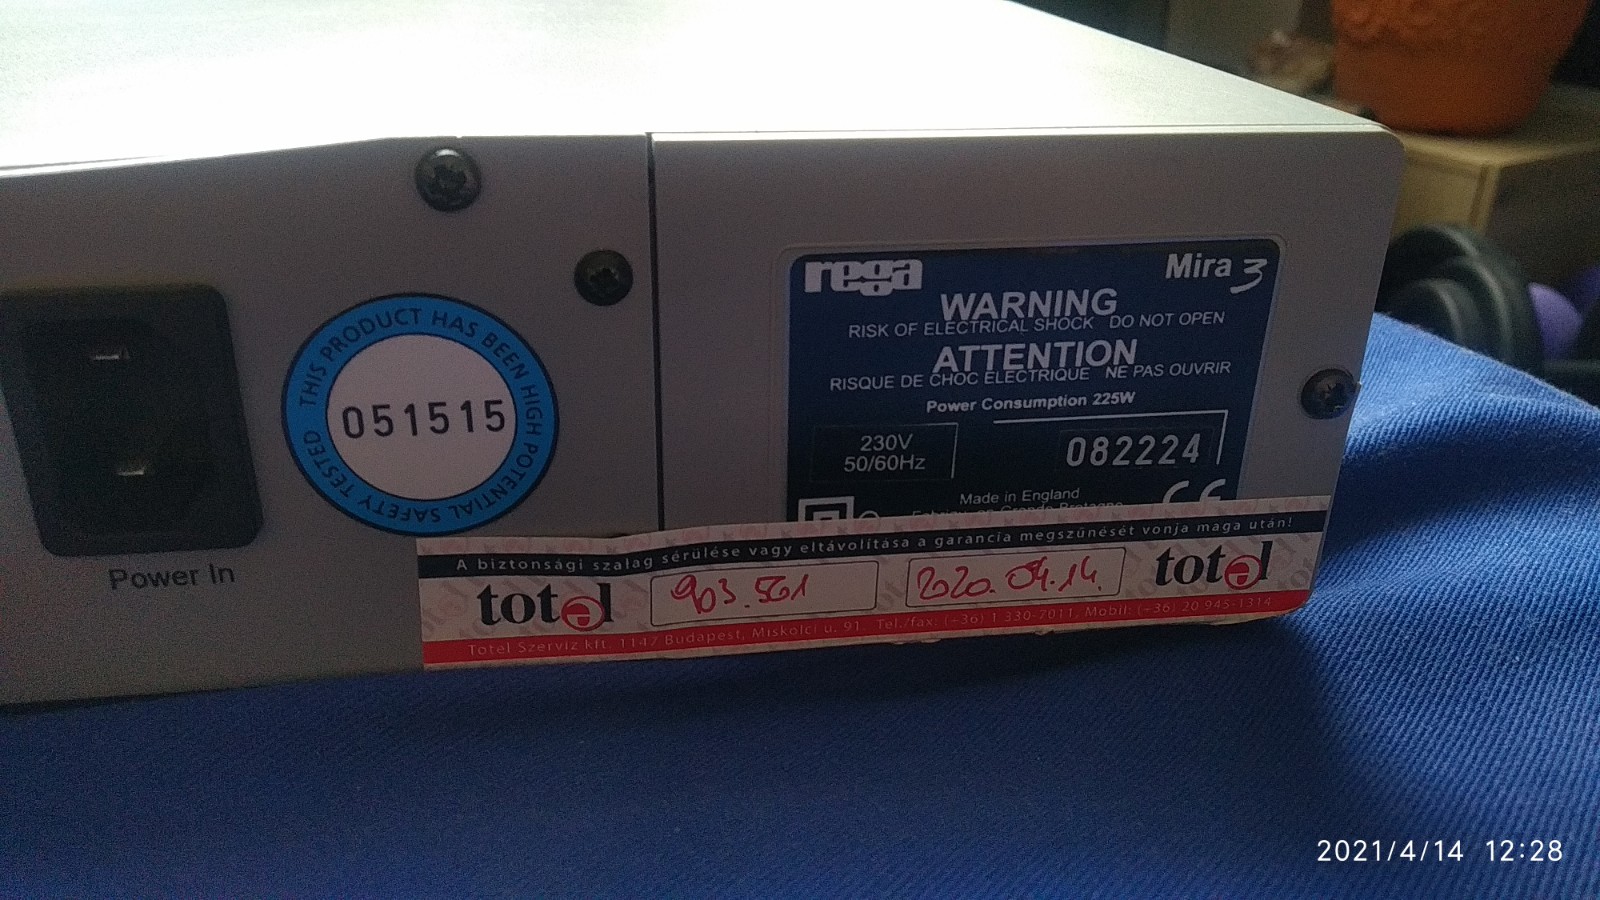 THIS PRODUCT HAS BEEN HIGH POTENTIAL SAFETY TESTED
051515
Power In
rega
Mira 3
WARNING
RISK OF ELECTRICAL SHOCK DO NOT OPEN
ATTENTION
RISQUE DE CHOC ELECTRIQUE NE PAS OUVRIR
Power Consumption 225W
230V
50/60Hz
082224
Made in England
CE
A biztonsági szalag sérülése vagy eltávolítása a garancia megszűnését vonja maga után!
totel
903.561
2020.04.14.
totel
Totel Szerviz kft. 1147 Budapest, Miskolci u. 91. Tel./fax: (+36) 1 330-7011, Mobil: (+36) 20 945-1314
2021/4/14 12:28